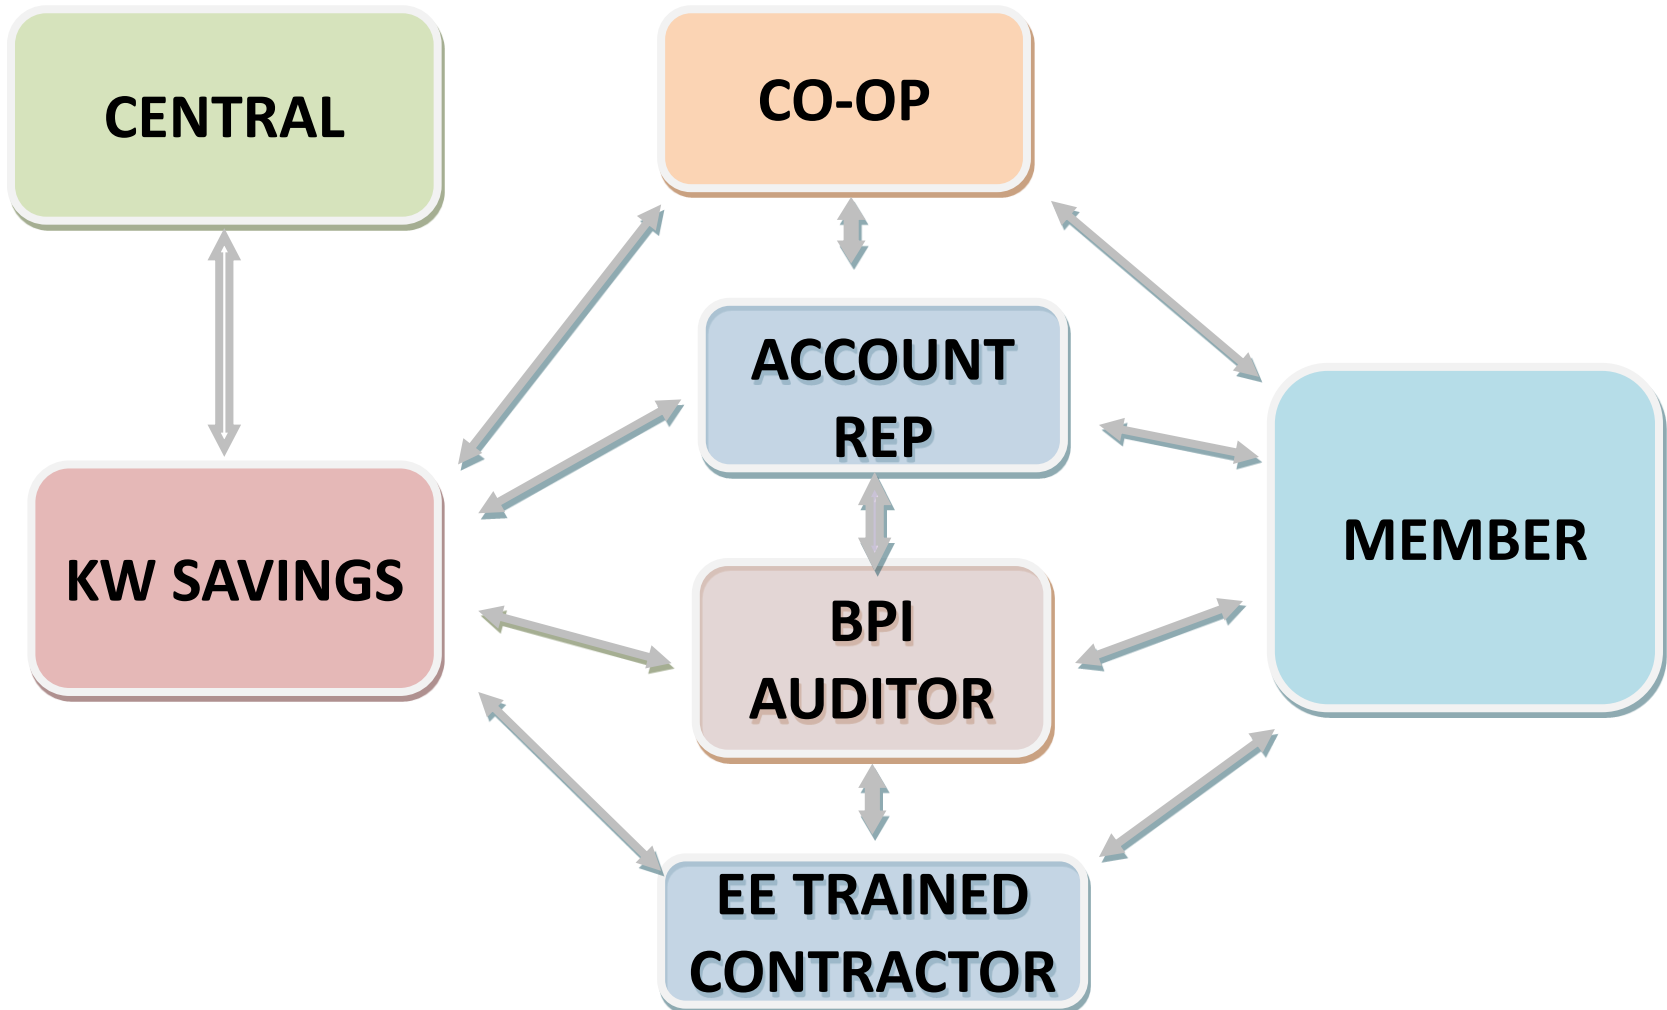 CENTRAL
CO-OP
ACCOUNT
REP
KW SAVINGS
MEMBER
BPI
AUDITOR
EE TRAINED
CONTRACTOR